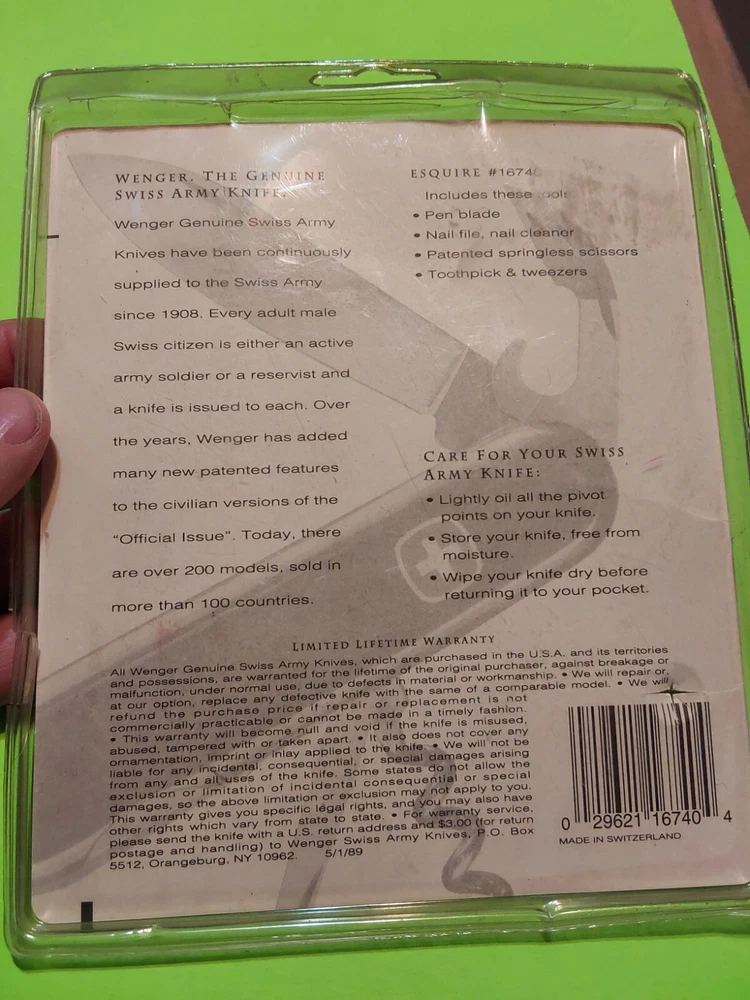 WENGER. THE GENUINE
SWISS ARMY KNIFE.
Wenger Genuine Swiss Army
Knives have been continuously
supplied to the Swiss Army
since 1908. Every adult male
Swiss citizen is either an active
army soldier or a reservist and
a knife is issued to each. Over
the years, Wenger has added
many new patented features
to the civilian versions of the
"Official Issue". Today, there
are over 200 models, sold in
more than 100 countries.
ESQUIRE #1674
Includes these
• Pen blade
• Nail file, nail cleaner
• Patented springless scissors
• Toothpick & tweezers
CARE FOR YOUR SWISS
ARMY KNIFE:
• Lightly oil all the pivot
points on your knife.
• Store your knife, free from
moisture.
• Wipe your knife dry before
returning it to your pocket.
LIMITED LIFETIME WARRANTY
All Wenger Genuine Swiss Army Knives, which are purchased in the U.S.A. and its territories
and possessions, are warranted for the lifetime of the original purchaser, against breakage or
malfunction, under normal use, due to defects in material or workmanship. • We will repair or,
at our option, replace any defective knife with the same of a comparable model. • We will
refund the purchase price if repair or replacement is not
commercially practicable or cannot be made in a timely fashion.
• This warranty will become null and void if the knife is misused,
abused, tampered with or taken apart. • It also does not cover any
ornamentation, imprint or inlay applied to the knife. • We will not be
liable for any incidental, consequential, or special damages arising
from any and all uses of the knife. Some states do not allow the
exclusion or limitation of incidental consequential or special
damages, so the above limitation or exclusion may not apply to you.
This warranty gives you specific legal rights, and you may also have
other rights which vary from state to state. • For warranty service,
please send the knife with a U.S. return address and $3.00 (for return
postage and handling) to Wenger Swiss Army Knives, P.O. Box
5512, Orangeburg, NY 10962. 5/1/89
0 29621 16740 4
MADE IN SWITZERLAND